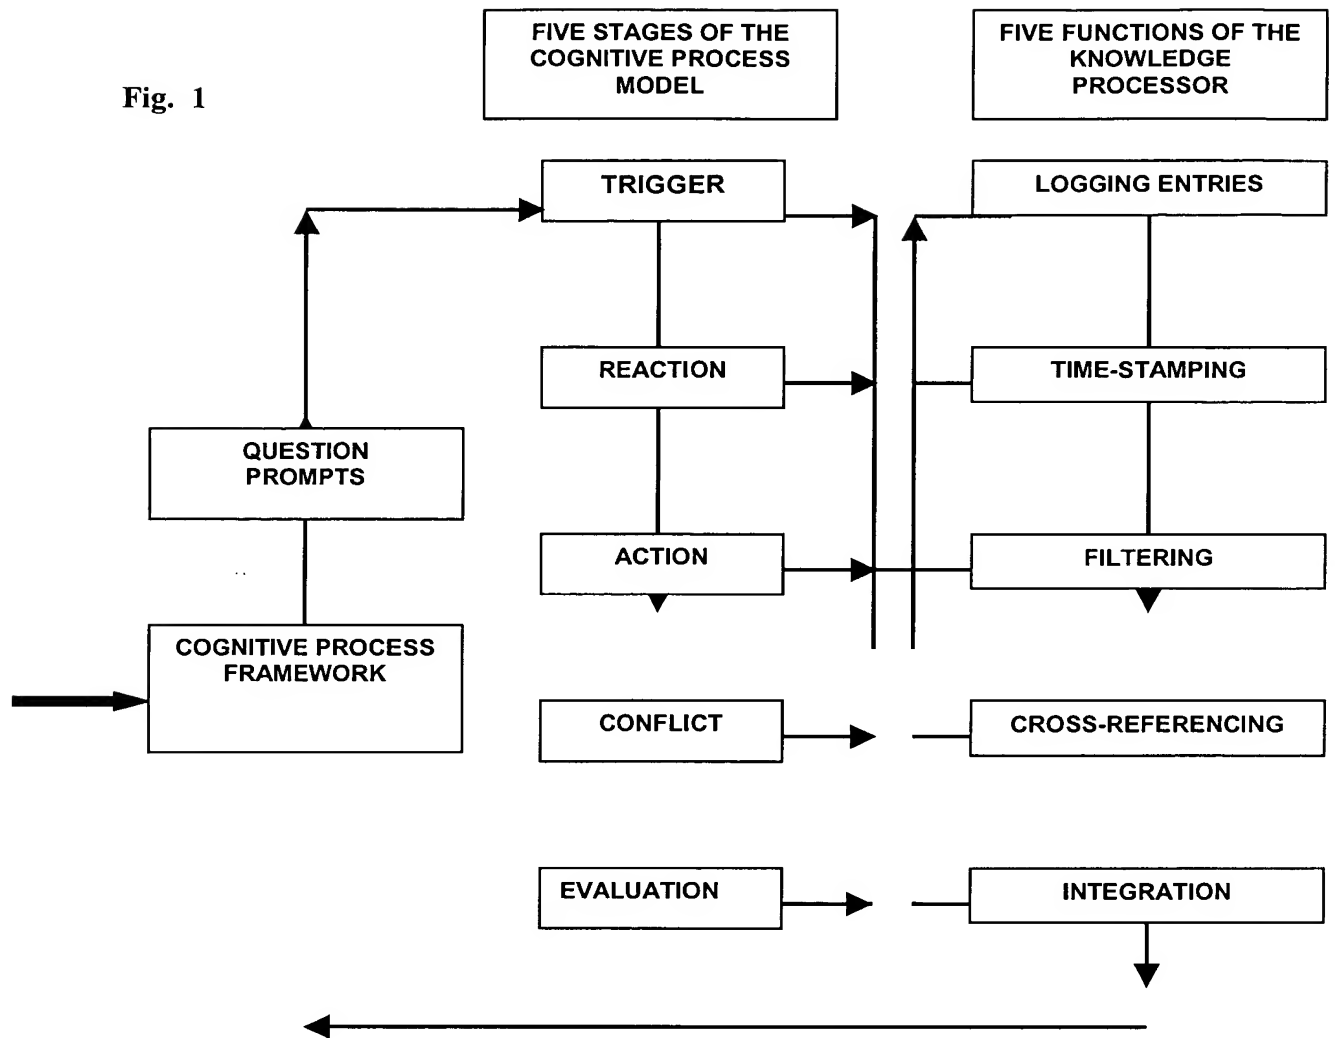 Fig. 1
FIVE STAGES OF THE
COGNITIVE PROCESS
MODEL
FIVE FUNCTIONS OF THE
KNOWLEDGE
PROCESSOR
TRIGGER
LOGGING ENTRIES
REACTION
TIME-STAMPING
QUESTION
PROMPTS
ACTION
FILTERING
COGNITIVE PROCESS
FRAMEWORK
CONFLICT
CROSS-REFERENCING
EVALUATION
INTEGRATION